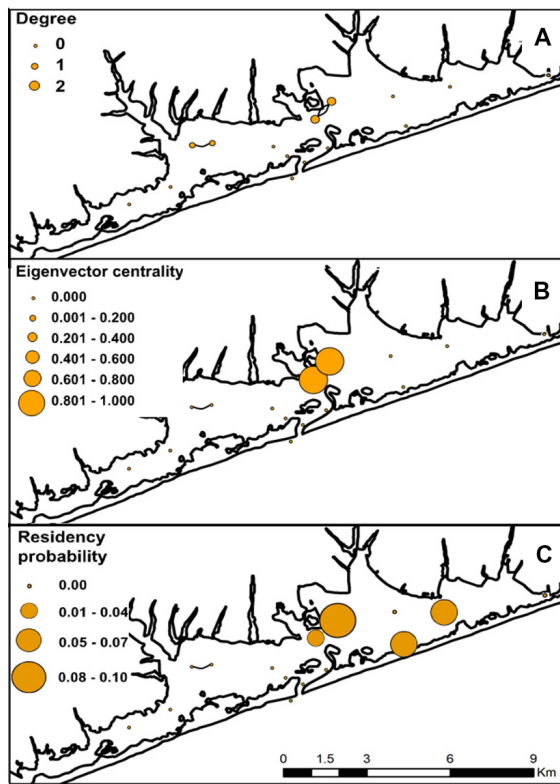 Degree
A
0
1
2
Eigenvector centrality
B
0.000
0.001 - 0.200
0.201 - 0.400
0.401 - 0.600
0.601 - 0.800
0.801 - 1.000
Residency
probability
C
0.00
0.01 - 0.04
0.05 - 0.07
0.08 - 0.10
0 1.5 3 6 9
Km